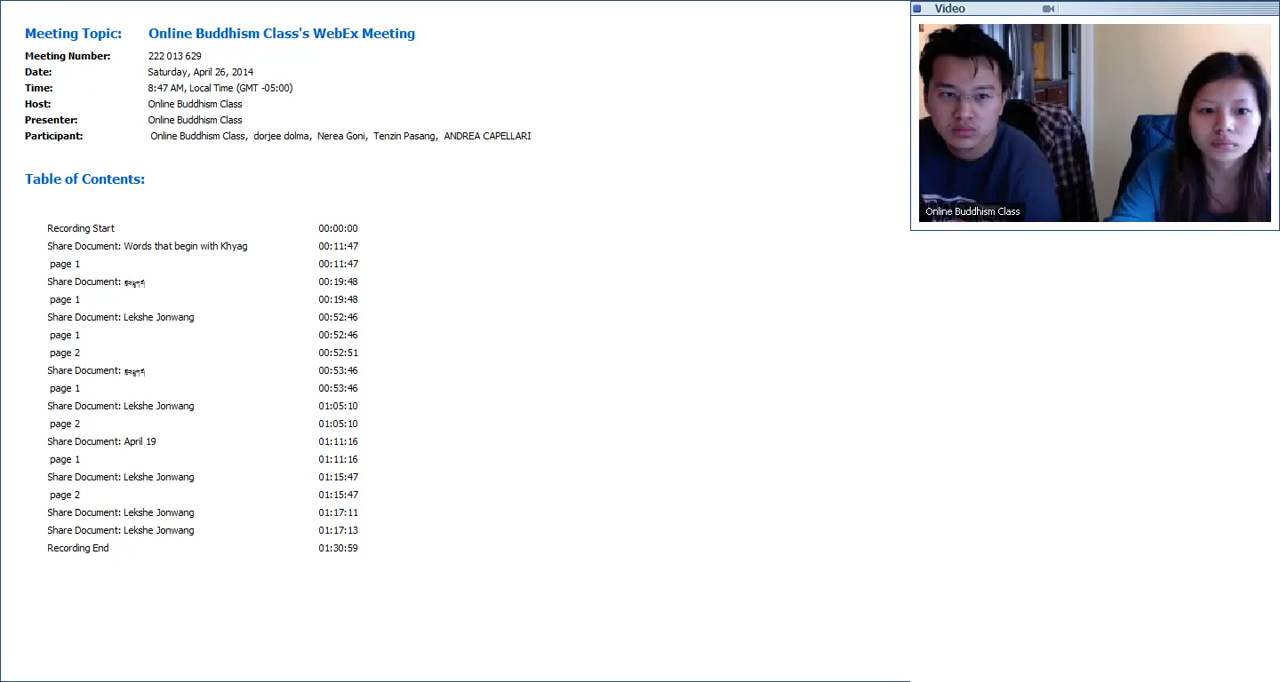 Video
Meeting Topic: Online Buddhism Class's WebEx Meeting
Meeting Number: 222 013 629
Date: Saturday, April 26, 2014
Time: 8:47 AM, Local Time (GMT -05:00)
Host: Online Buddhism Class
Presenter: Online Buddhism Class
Participant: Online Buddhism Class, dorjee dolma, Nerea Goni, Tenzin Pasang, ANDREA CAPELLARI
Online Buddhism Class
Table of Contents:
Recording Start 00:00:00
Share Document: Words that begin with Khyag 00:11:47
page 1 00:11:47
Share Document: 00:19:48
page 1 00:19:48
Share Document: Lekshe Jonwang 00:52:46
page 1 00:52:46
page 2 00:52:51
Share Document: 00:53:46
page 1 00:53:46
Share Document: Lekshe Jonwang 01:05:10
page 2 01:05:10
Share Document: April 19 01:11:16
page 1 01:11:16
Share Document: Lekshe Jonwang 01:15:47
page 2 01:15:47
Share Document: Lekshe Jonwang 01:17:11
Share Document: Lekshe Jonwang 01:17:13
Recording End 01:30:59